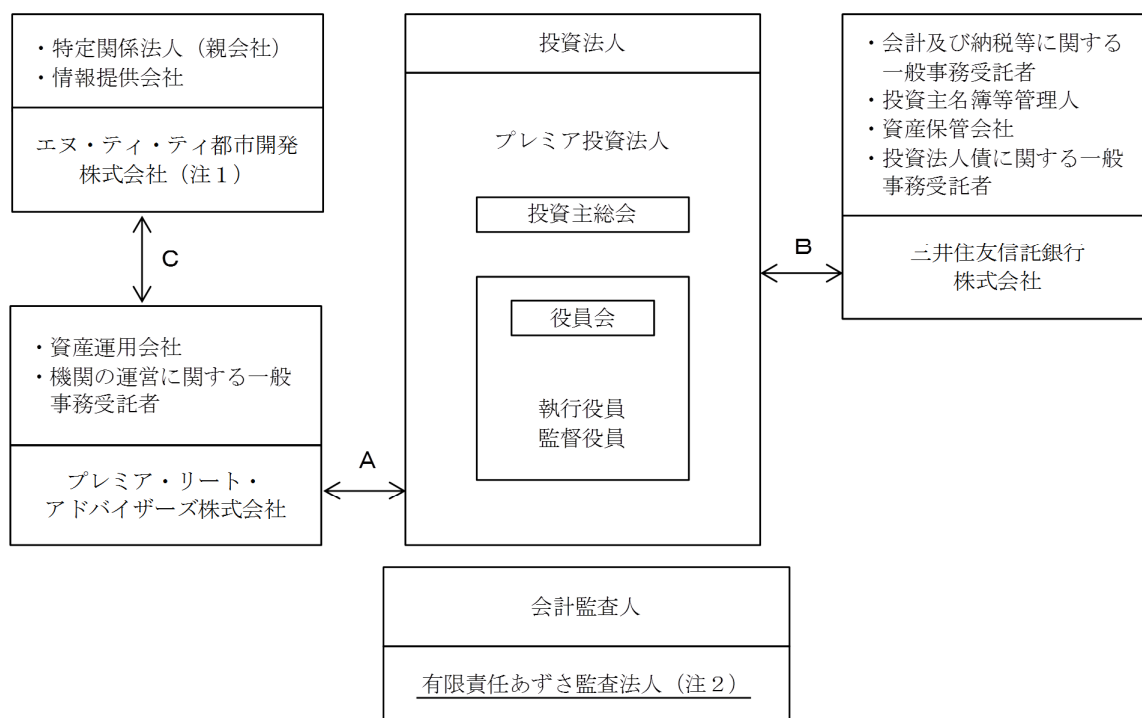 ・特定関係法人（親会社）
・情報提供会社
エヌ・ティ・ティ都市開発
株式会社（注１）
C
・資産運用会社
・機関の運営に関する一般
事務受託者
プレミア・リート・
アドバイザーズ株式会社
A
投資法人
プレミア投資法人
投資主総会
役員会
執行役員
監督役員
B
・会計及び納税等に関する
一般事務受託者
・投資主名簿等管理人
・資産保管会社
・投資法人債に関する一般
事務受託者
三井住友信託銀行
株式会社
会計監査人
有限責任あずさ監査法人（注２）